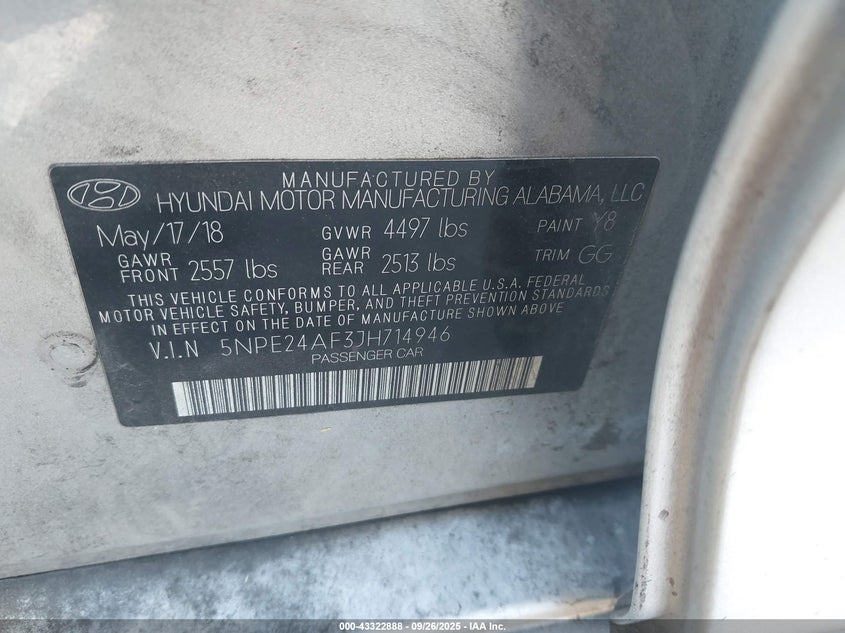 MANUFACTURED BY
HYUNDAI MOTOR MANUFACTURING ALABAMA, LLC
May/17/18 GVWR 4497 lbs PAINT Y8
GAWR FRONT 2557 lbs GAWR REAR 2513 lbs TRIM GG
THIS VEHICLE CONFORMS TO ALL APPLICABLE U.S.A. FEDERAL
MOTOR VEHICLE SAFETY, BUMPER, AND THEFT PREVENTION STANDARDS
IN EFFECT ON THE DATE OF MANUFACTURE SHOWN ABOVE
V.I.N 5NPE24AF3JH714946
PASSENGER CAR
000-43322888 - 09/26/2025 - IAA Inc.